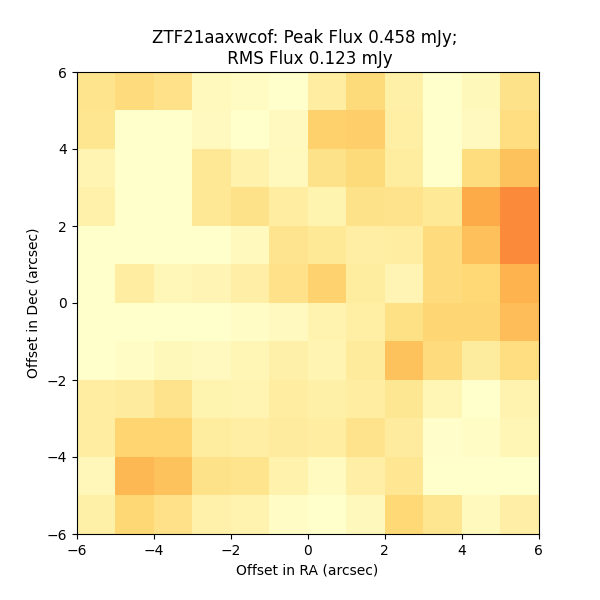 ZTF21aaxwcof: Peak Flux 0.458 mJy;
RMS Flux 0.123 mJy
6
4
2
0
−2
−4
−6
Offset in Dec (arcsec)
−6 −4 −2 0 2 4 6
Offset in RA (arcsec)